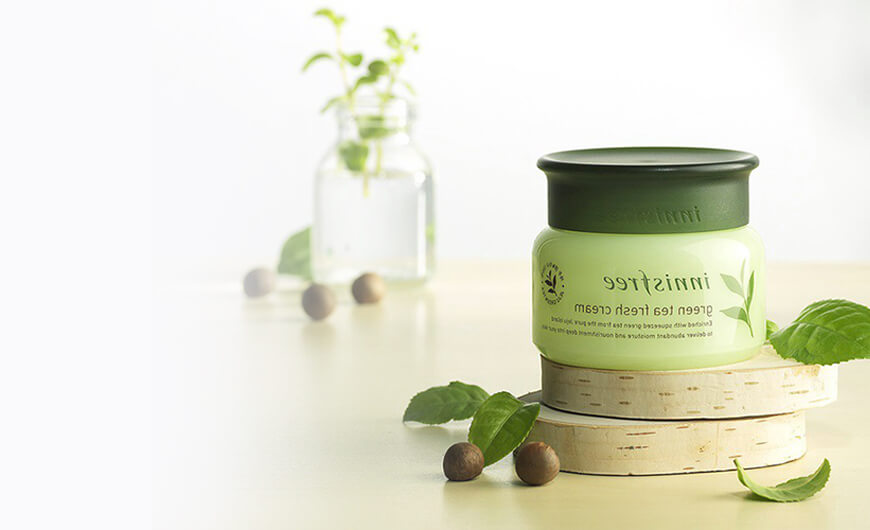 innisfree
innisfree
green tea fresh cream
Enriched with squeezed green tea from the pure Jeju island
to deliver abundant moisture and nourishment deep into your skin